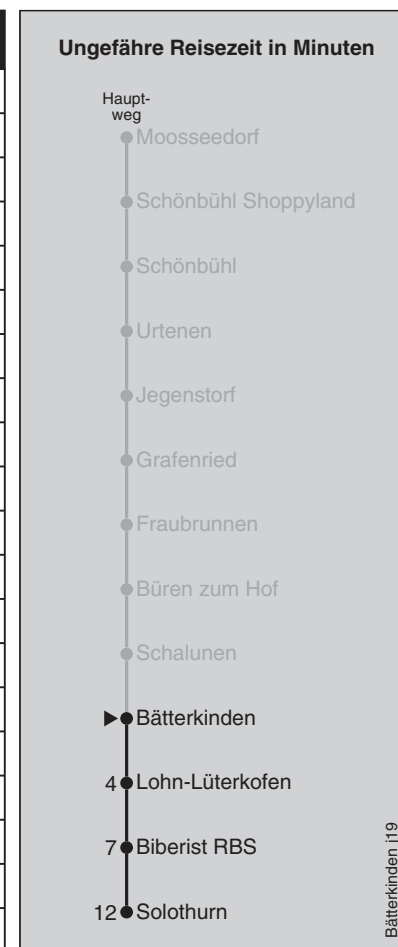 Ungefähre Reisezeit in Minuten
Haupt-
weg
Moosseedorf
Schönbühl Shoppyland
Schönbühl
Urtenen
Jegenstorf
Grafenried
Fraubrunnen
Büren zum Hof
Schalunen
Bätterkinden
4 Lohn-Lüterkofen
7 Biberist RBS
12 Solothurn
Bätterkinden i19